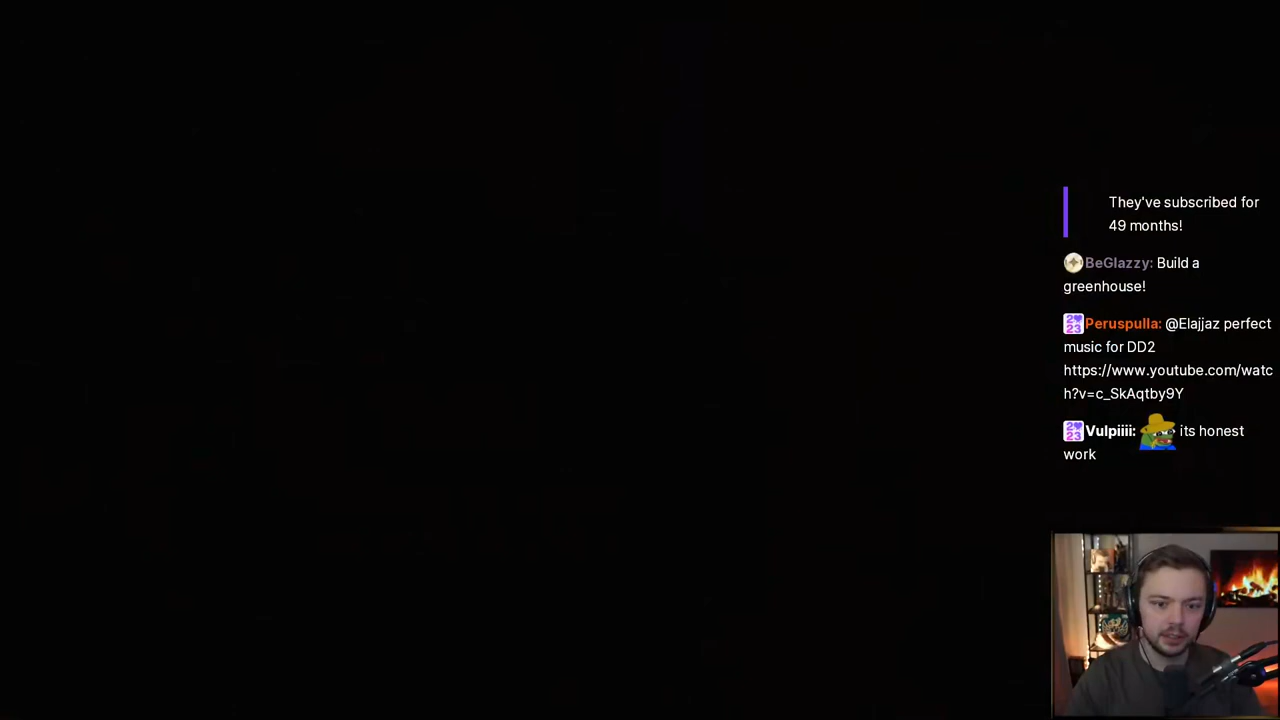 They've subscribed for
49 months!
BeGlazzy: Build a
greenhouse!
Peruspulla: @Elajjaz perfect
music for DD2
https://www.youtube.com/watc
h?v=c_SkAqtby9Y
Vulpiiii: its honest
work